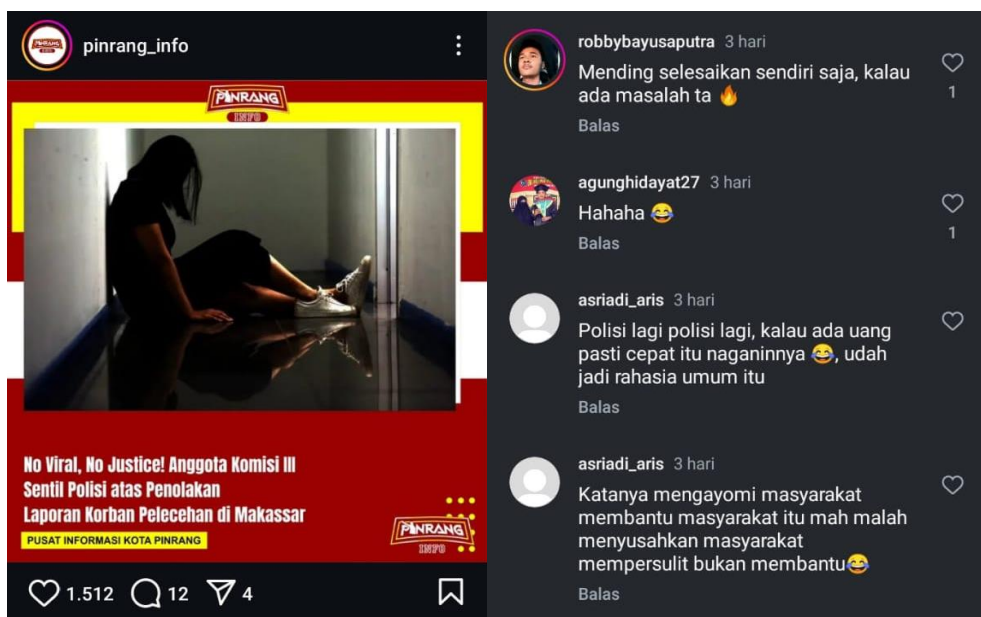 pinrang_info
PINRANG
INFO
No Viral, No Justice! Anggota Komisi III
Sentil Polisi atas Penolakan
Laporan Korban Pelecehan di Makassar
PUSAT INFORMASI KOTA PINRANG
PINRANG
INFO
1.512 12 4
robbybayusaputra 3 hari
Mending selesaikan sendiri saja, kalau
ada masalah ta 🔥
1
Balas
agunghidayat27 3 hari
Hahaha 😂
1
Balas
asriadi_aris 3 hari
Polisi lagi polisi lagi, kalau ada uang
pasti cepat itu naganinnya 😂, udah
jadi rahasia umum itu
Balas
asriadi_aris 3 hari
Katanya mengayomi masyarakat
membantu masyarakat itu mah malah
menyusahkan masyarakat
mempersulit bukan membantu😂
Balas